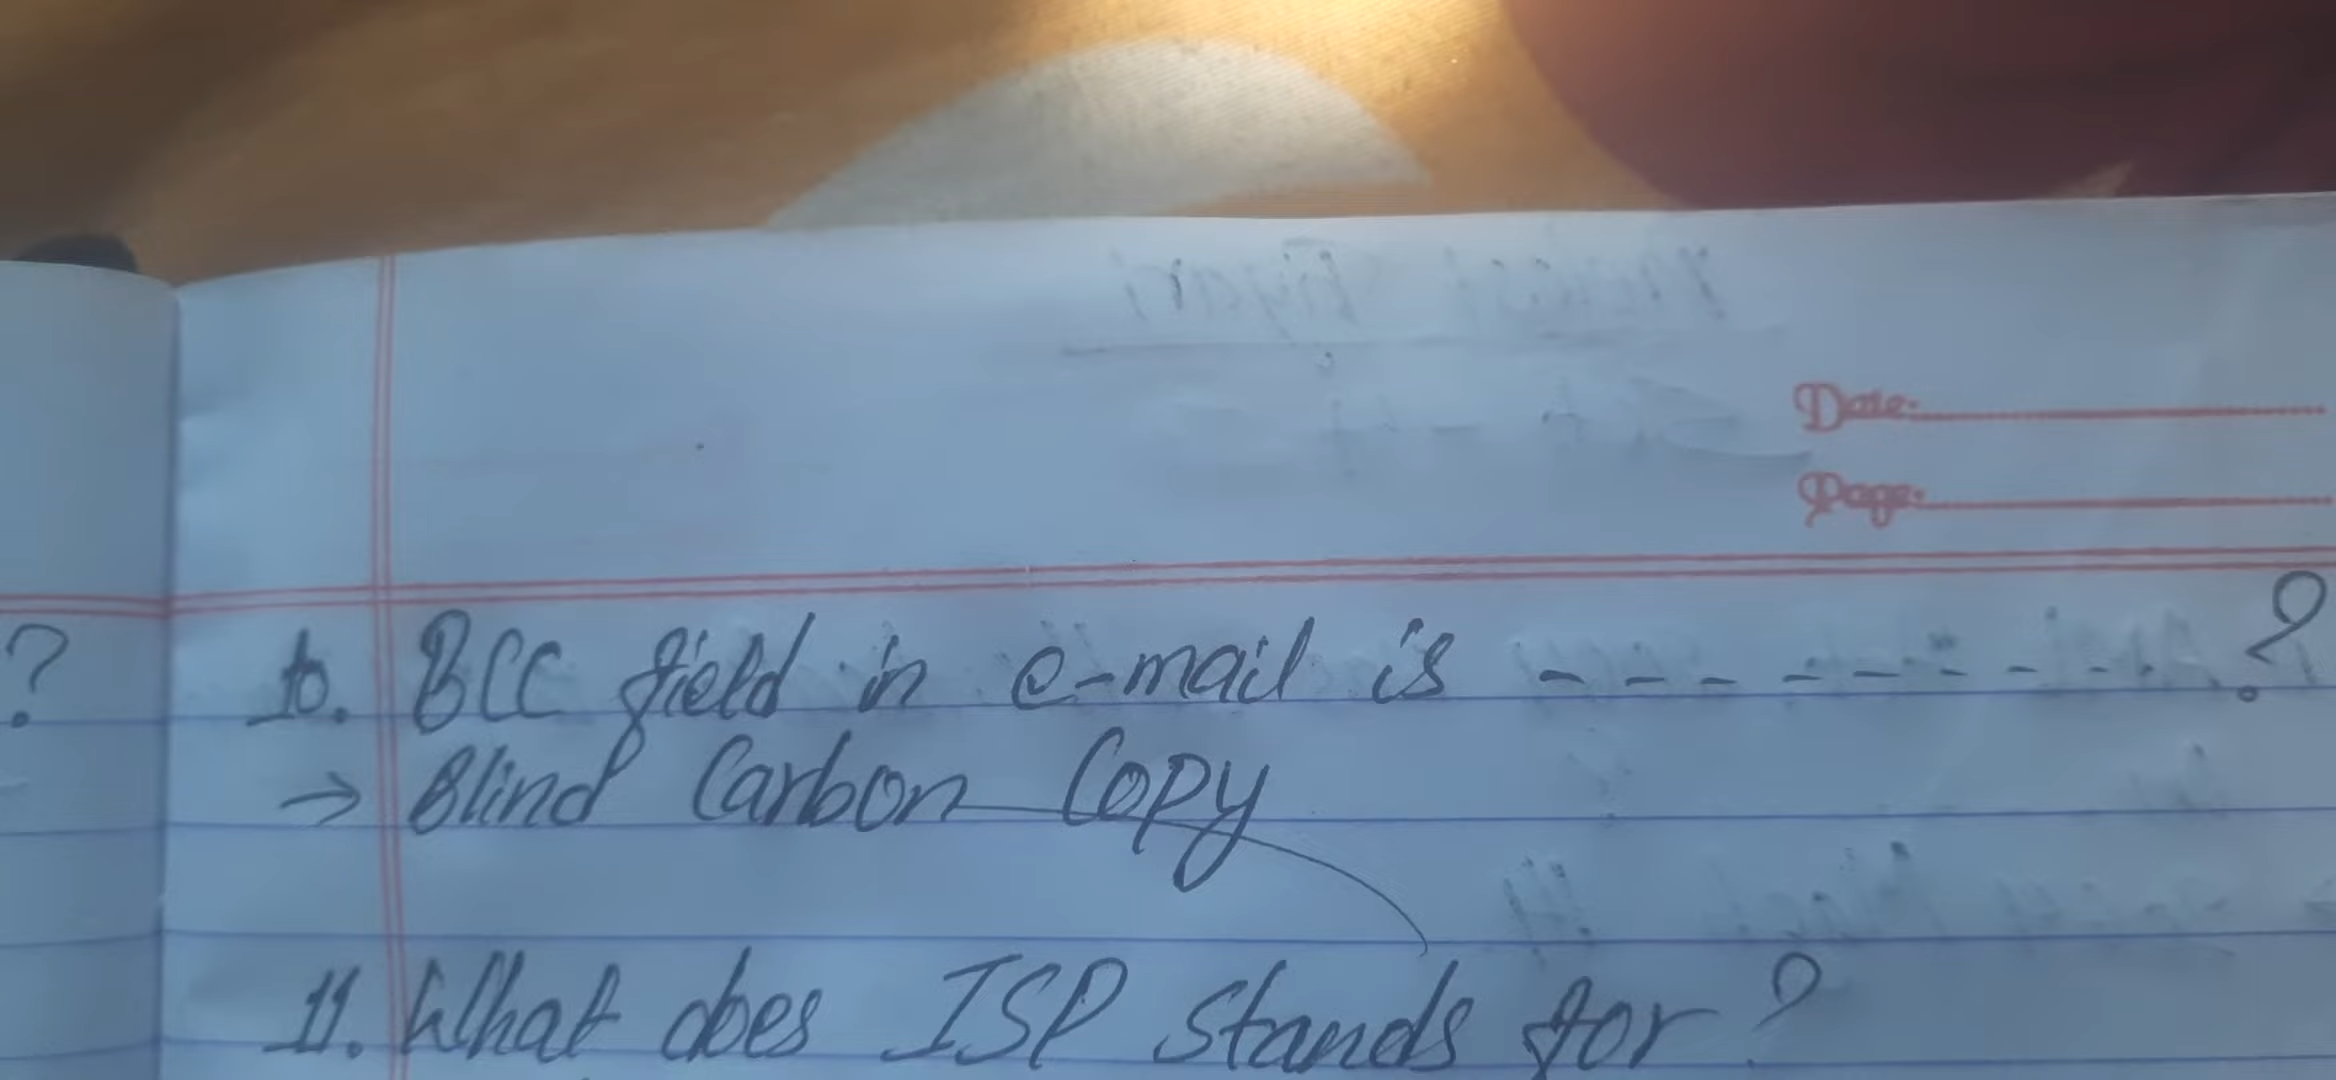 Date:
Page:
?
10. BCC field in e-mail is - - - - - - - - ?
→ Blind Carbon Copy
11. What does ISP stands for?